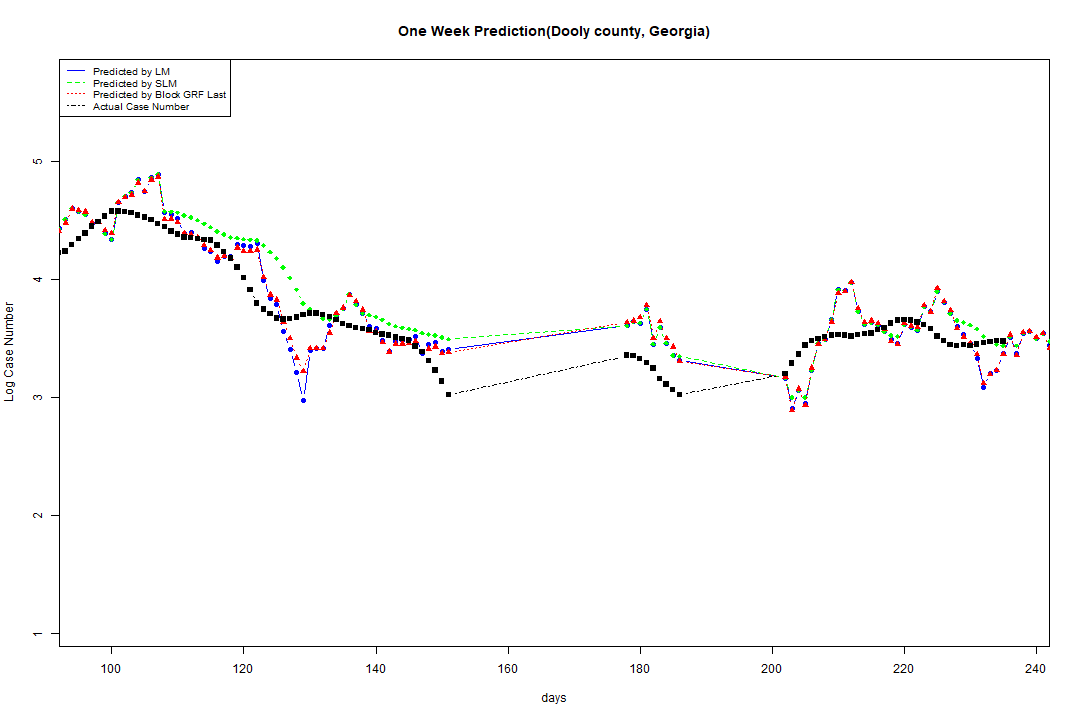 One Week Prediction(Dooly county, Georgia)
Predicted by LM
Predicted by SLM
Predicted by Block GRF Last
Actual Case Number
5
4
3
2
1
Log Case Number
100 120 140 160 180 200 220 240
days